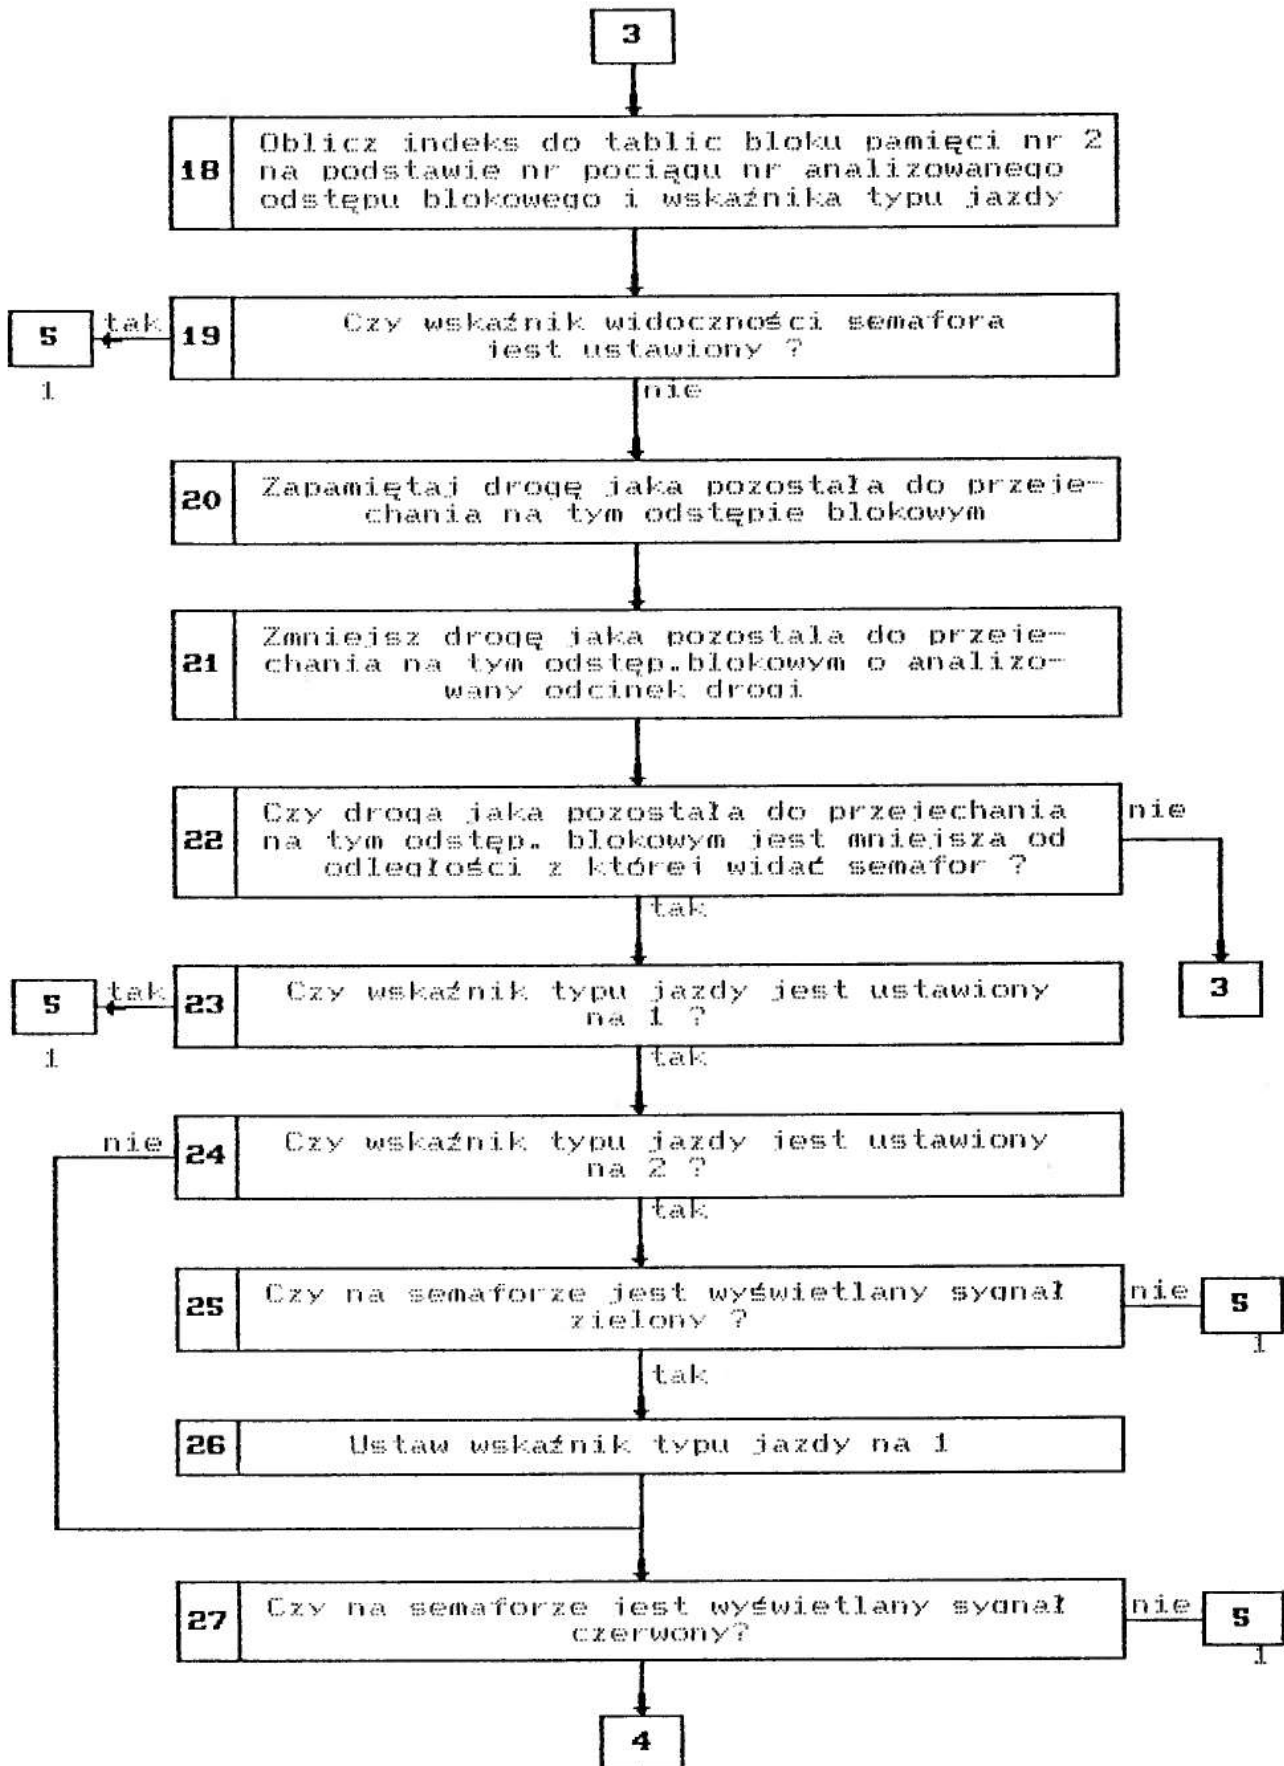 3
18
Oblicz indeks do tablic bloku pamięci nr 2
na podstawie nr pociągu nr analizowanego
odstępu blokowego i wskaźnika typu jazdy
5
tak
19
Czy wskaźnik widoczności semafora
jest ustawiony ?
1
nie
20
Zapamiętaj drogę jaka pozostała do przeje-
chania na tym odstępie blokowym
21
Zmniejsz drogę jaka pozostala do przeje-
chania na tym odstęp.blokowym o analizo-
wany odcinek drogi
22
Czy droga jaka pozostała do przejechania
na tym odstęp. blokowym jest mniejsza od
odległości z której widać semafor ?
nie
tak
5
tak
23
Czy wskaźnik typu jazdy jest ustawiony
na 1 ?
3
1
tak
nie
24
Czy wskaźnik typu jazdy jest ustawiony
na 2 ?
tak
25
Czy na semaforze jest wyświetlany sygnał
zielony ?
nie
5
1
tak
26
Ustaw wskaźnik typu jazdy na 1
27
Czy na semaforze jest wyświetlany sygnał
czerwony?
nie
5
1
4